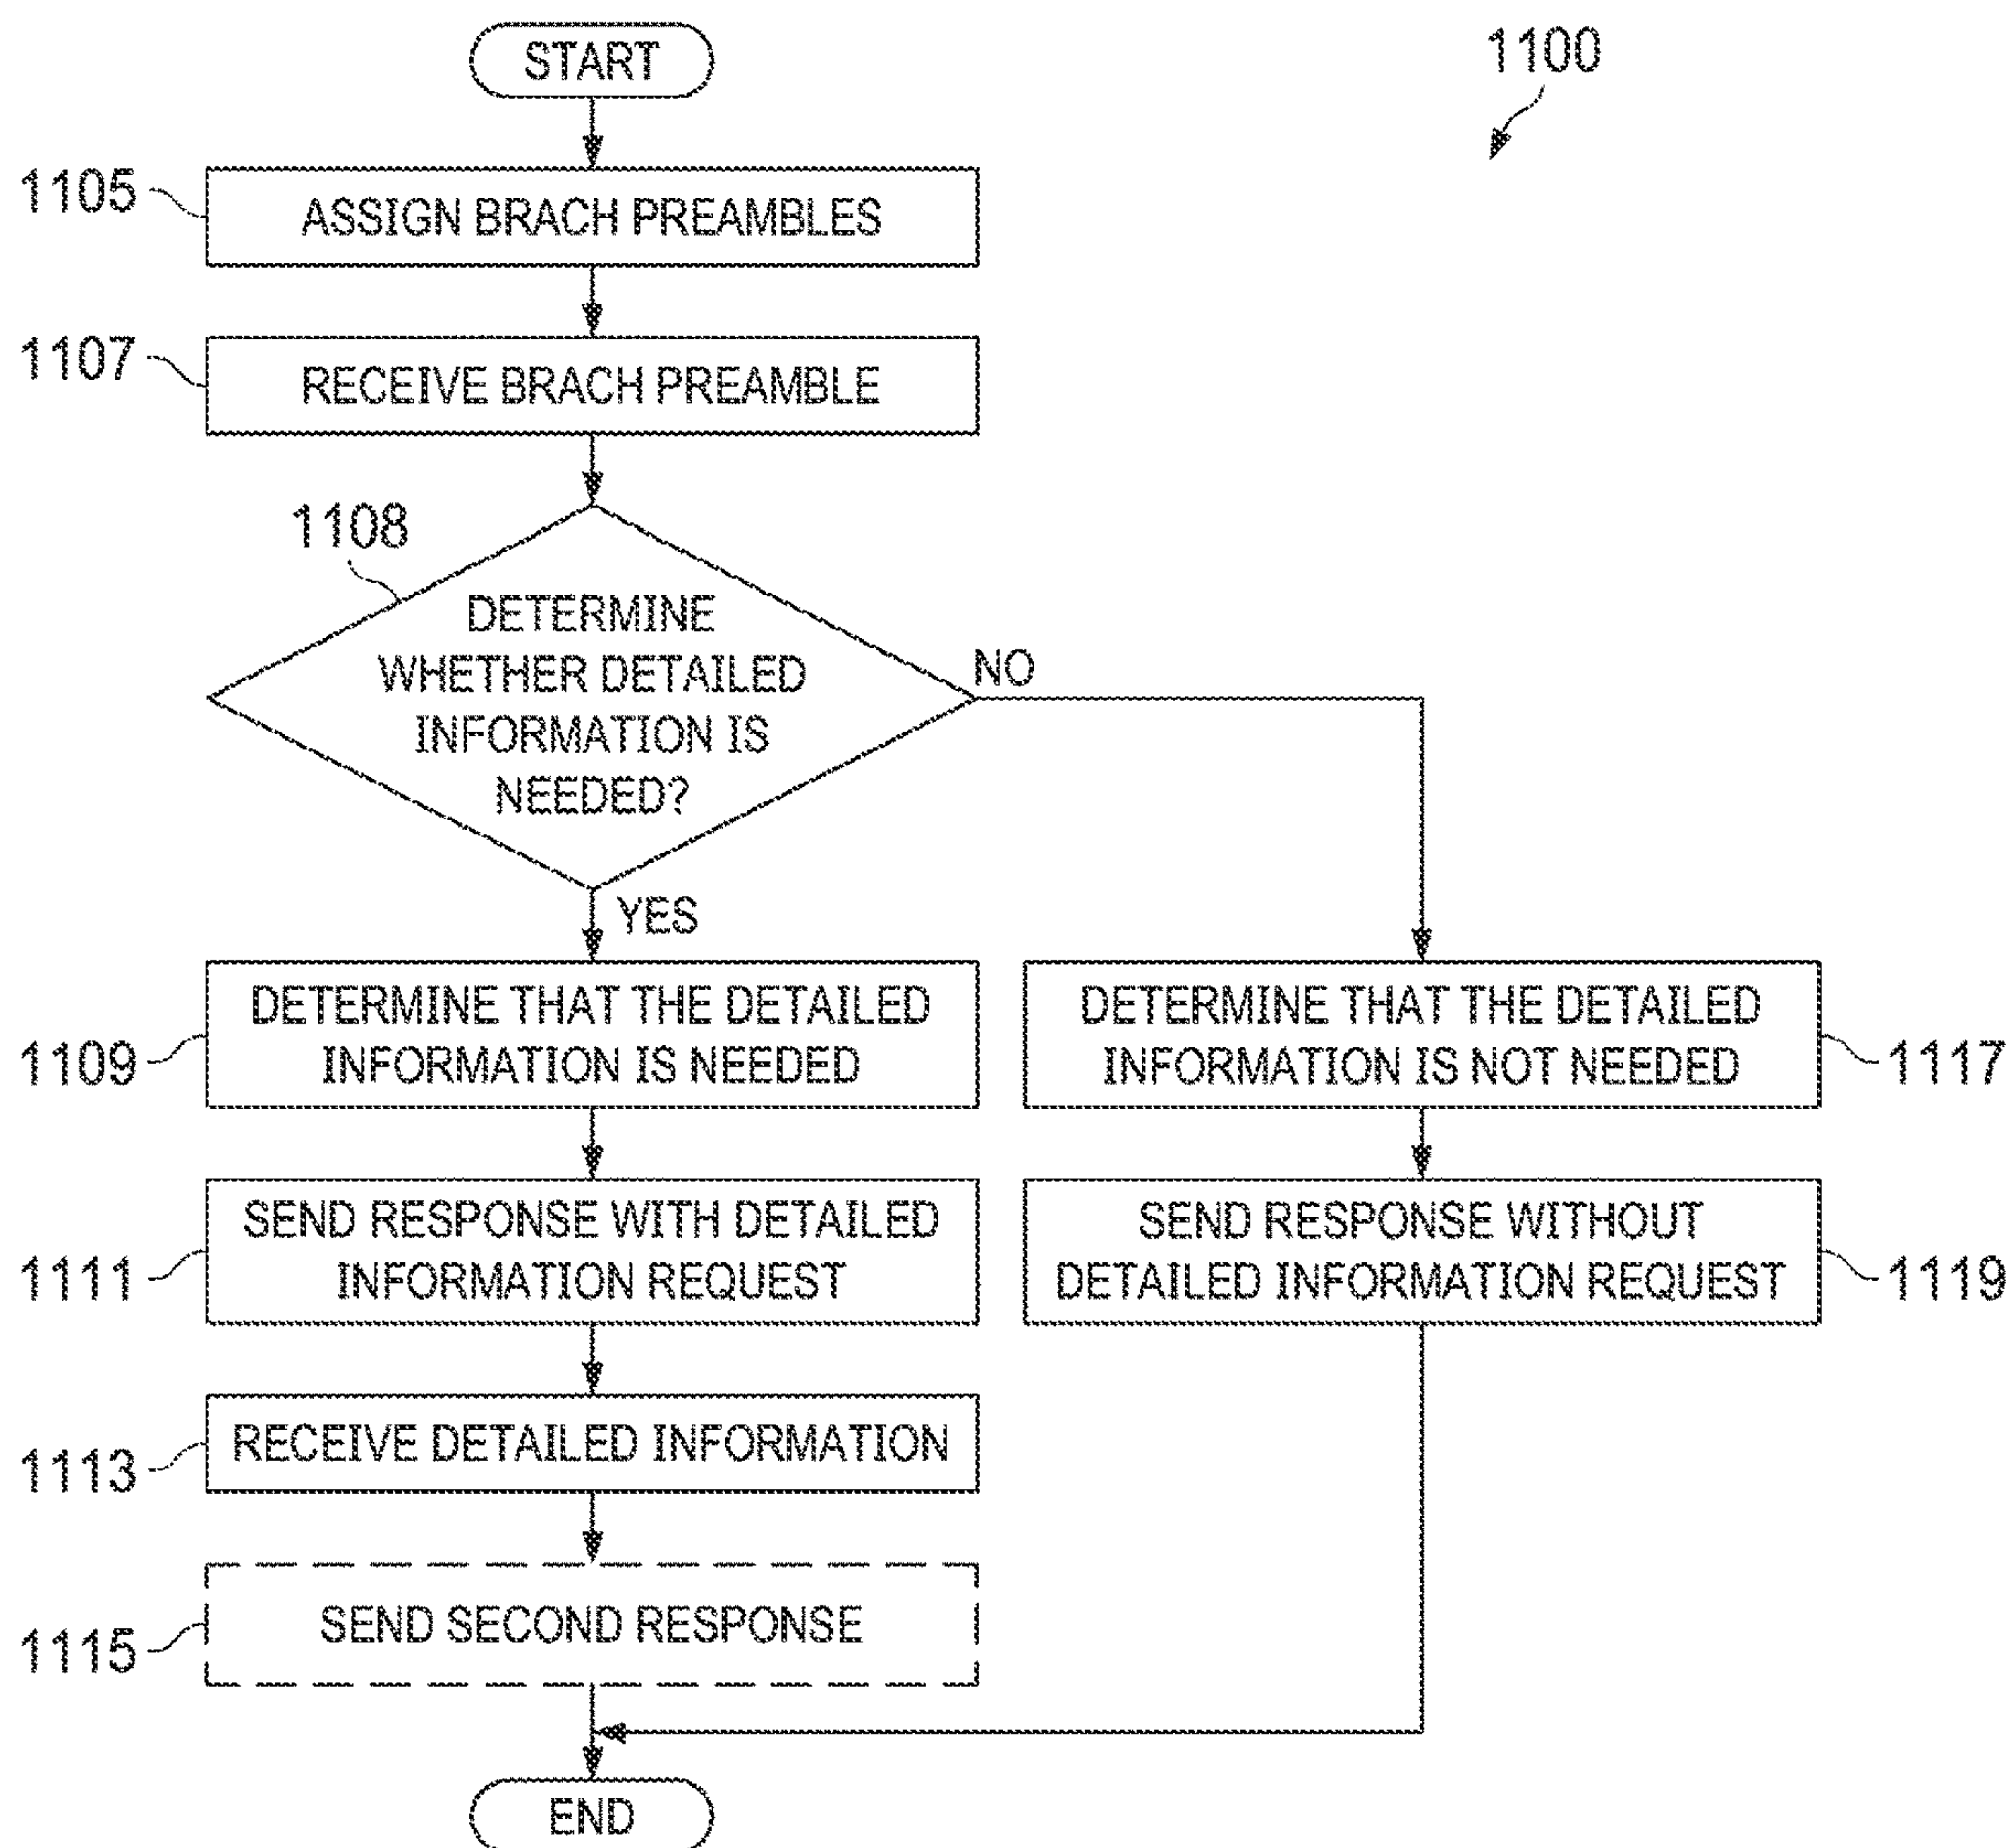 START
1100
1105
ASSIGN BRACH PREAMBLES
1107
RECEIVE BRACH PREAMBLE
1108
DETERMINE
WHETHER DETAILED
INFORMATION IS
NEEDED?
NO
YES
1109
DETERMINE THAT THE DETAILED
INFORMATION IS NEEDED
DETERMINE THAT THE DETAILED
INFORMATION IS NOT NEEDED
1117
1111
SEND RESPONSE WITH DETAILED
INFORMATION REQUEST
SEND RESPONSE WITHOUT
DETAILED INFORMATION REQUEST
1119
1113
RECEIVE DETAILED INFORMATION
1115
SEND SECOND RESPONSE
END